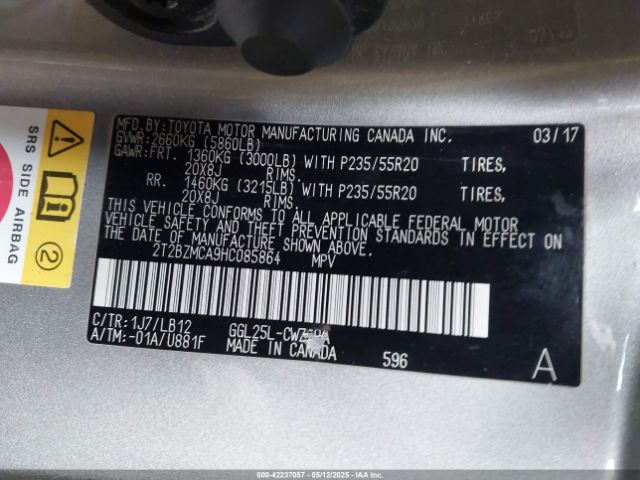 MFD.BY:TOYOTA MOTOR MANUFACTURING CANADA INC. 03/17
GVWR:2660KG (5860LB)
GAWR:FRT. 1360KG (3000LB) WITH P235/55R20 TIRES,
20X8J RIMS.
RR. 1460KG (3215LB) WITH P235/55R20 TIRES,
20X8J RIMS.
THIS VEHICLE CONFORMS TO ALL APPLICABLE FEDERAL MOTOR
VEHICLE SAFETY AND THEFT PREVENTION STANDARDS IN EFFECT ON
THE DATE OF MANUFACTURE SHOWN ABOVE.
2T2BZMCA9HC085864 MPV
C/TR:1J7/LB12
A/TM:-01A/U881F
MADE IN CANADA
596
A
SRS SIDE AIRBAG
2
000-42237057 - 05/12/2025 - IAA Inc.